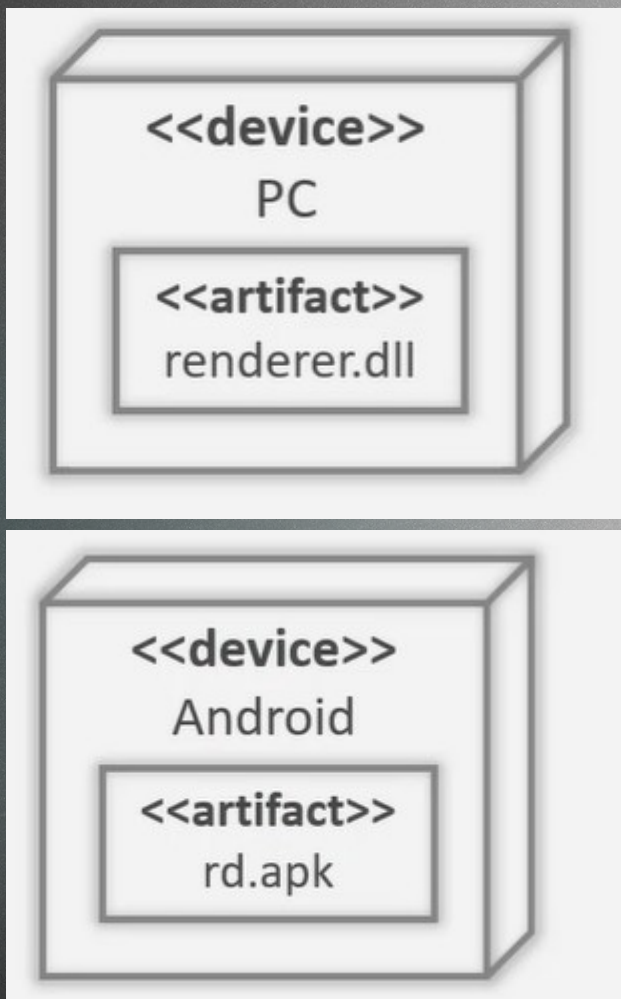 <<device>>
PC
<<artifact>>
renderer.dll
<<device>>
Android
<<artifact>>
rd.apk